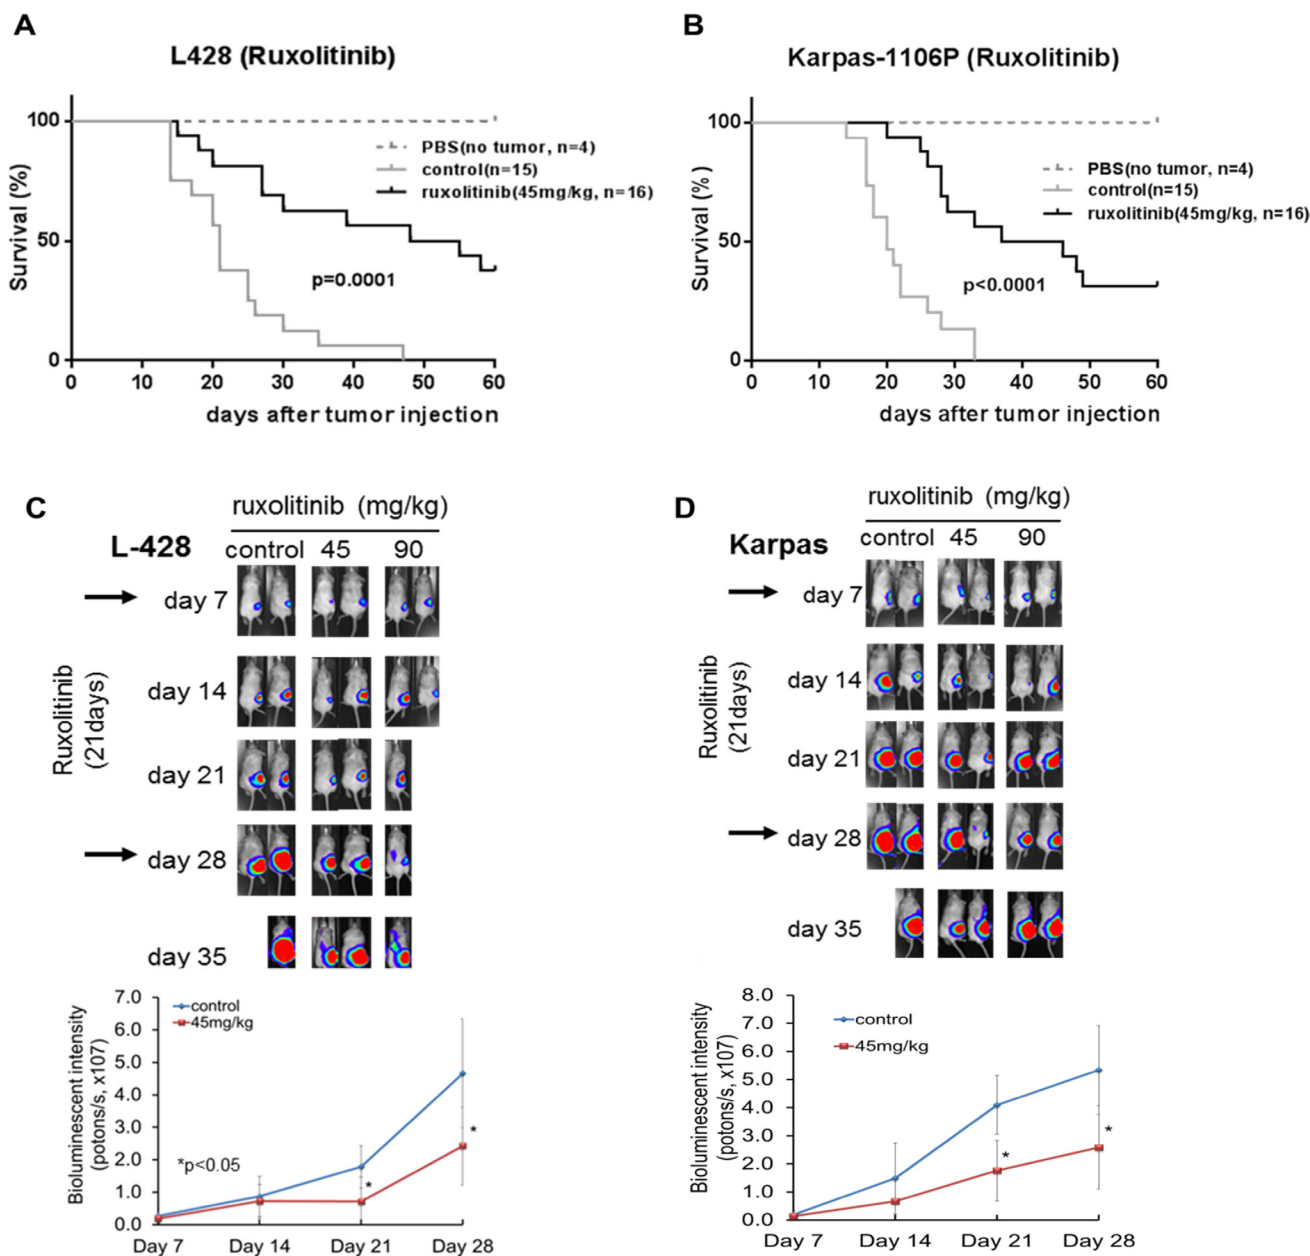 A
L428 (Ruxolitinib)
Survival (%)
100
50
0
PBS(no tumor, n=4)
control(n=15)
ruxolitinib(45mg/kg, n=16)
p=0.0001
0 10 20 30 40 50 60
days after tumor injection
B
Karpas-1106P (Ruxolitinib)
Survival (%)
100
50
0
PBS(no tumor, n=4)
control(n=15)
ruxolitinib(45mg/kg, n=16)
p<0.0001
0 10 20 30 40 50 60
days after tumor injection
C
ruxolitinib (mg/kg)
L-428
control 45 90
day 7
day 14
day 21
day 28
day 35
Ruxolitinib
(21days)
7.0
6.0
5.0
4.0
3.0
2.0
1.0
0.0
Bioluminescent intensity
(potons/s, x107)
control
45mg/kg
*p<0.05
*
*
Day 7 Day 14 Day 21 Day 28
D
ruxolitinib (mg/kg)
Karpas
control 45 90
day 7
day 14
day 21
day 28
day 35
Ruxolitinib
(21days)
8.0
7.0
6.0
5.0
4.0
3.0
2.0
1.0
0.0
Bioluminescent intensity
(potons/s, x107)
control
45mg/kg
*
*
Day 7 Day 14 Day 21 Day 28